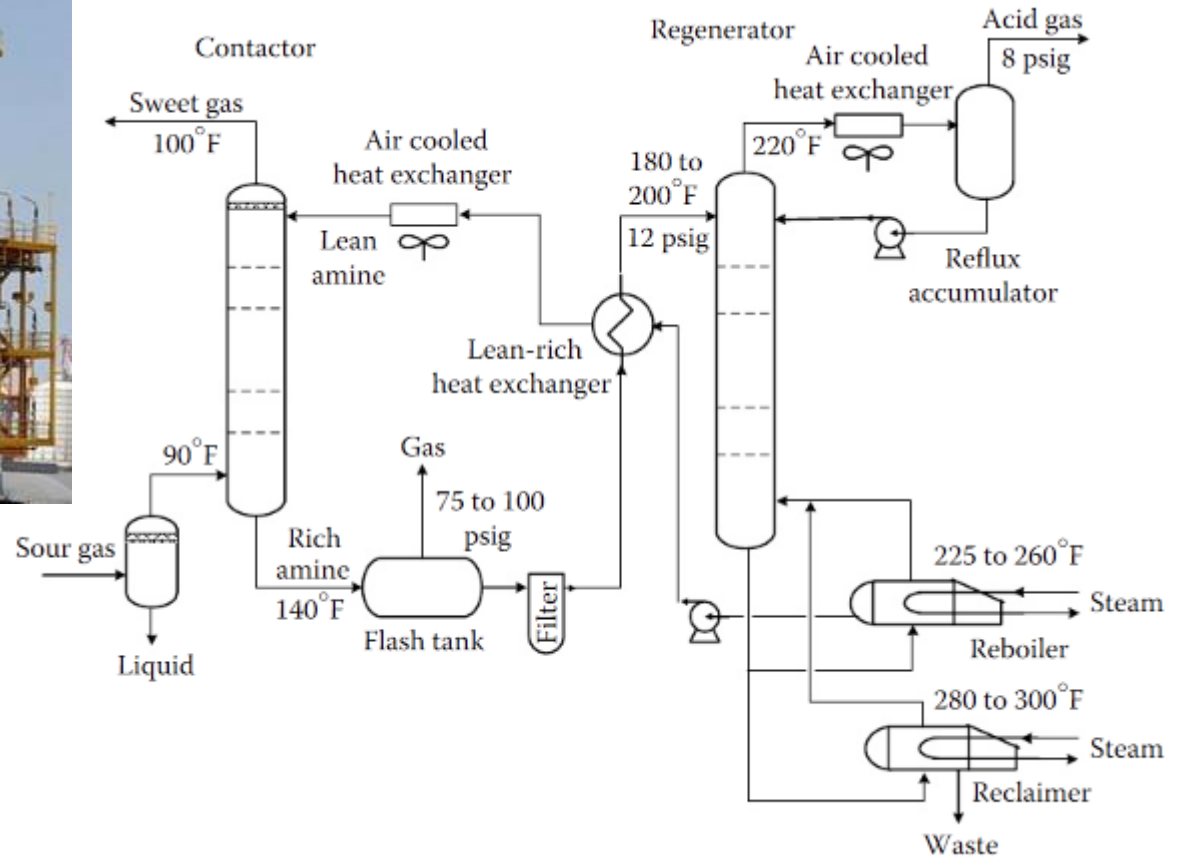 Contactor
Regenerator
Acid gas
8 psig
Air cooled
heat exchanger
Sweet gas
100°F
Air cooled
heat exchanger
220°F
180 to
200°F
12 psig
Lean
amine
Reflux
accumulator
Lean-rich
heat exchanger
90°F
Gas
75 to 100
psig
Sour gas
Rich
amine
140°F
Filter
Flash tank
Liquid
225 to 260°F
Steam
Reboiler
280 to 300°F
Steam
Reclaimer
Waste